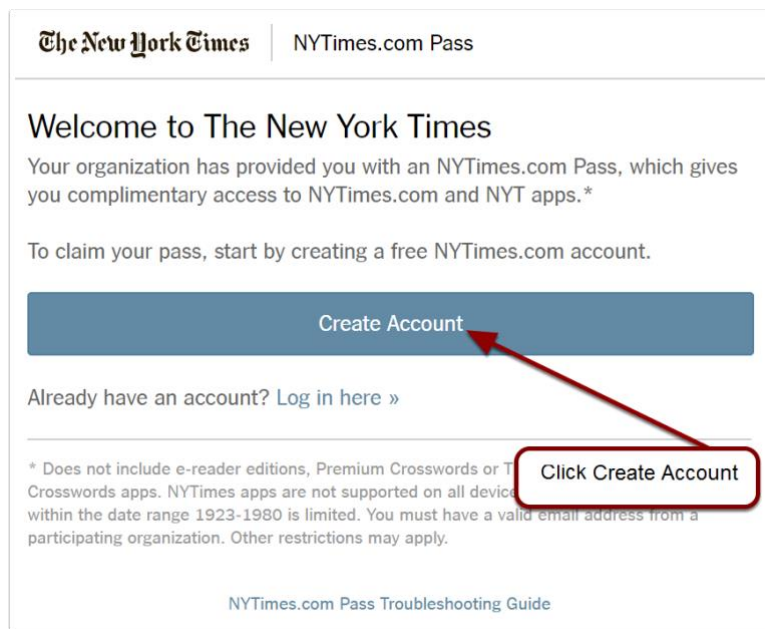 The New York Times
NYTimes.com Pass
Welcome to The New York Times
Your organization has provided you with an NYTimes.com Pass, which gives
you complimentary access to NYTimes.com and NYT apps.*
To claim your pass, start by creating a free NYTimes.com account.
Create Account
Already have an account? Log in here »
* Does not include e-reader editions, Premium Crosswords or
Crosswords apps. NYTimes apps are not supported on all
Click Create Account
within the date range 1923-1980 is limited. You must have a valid email address from a
participating organization. Other restrictions may apply.
NYTimes.com Pass Troubleshooting Guide